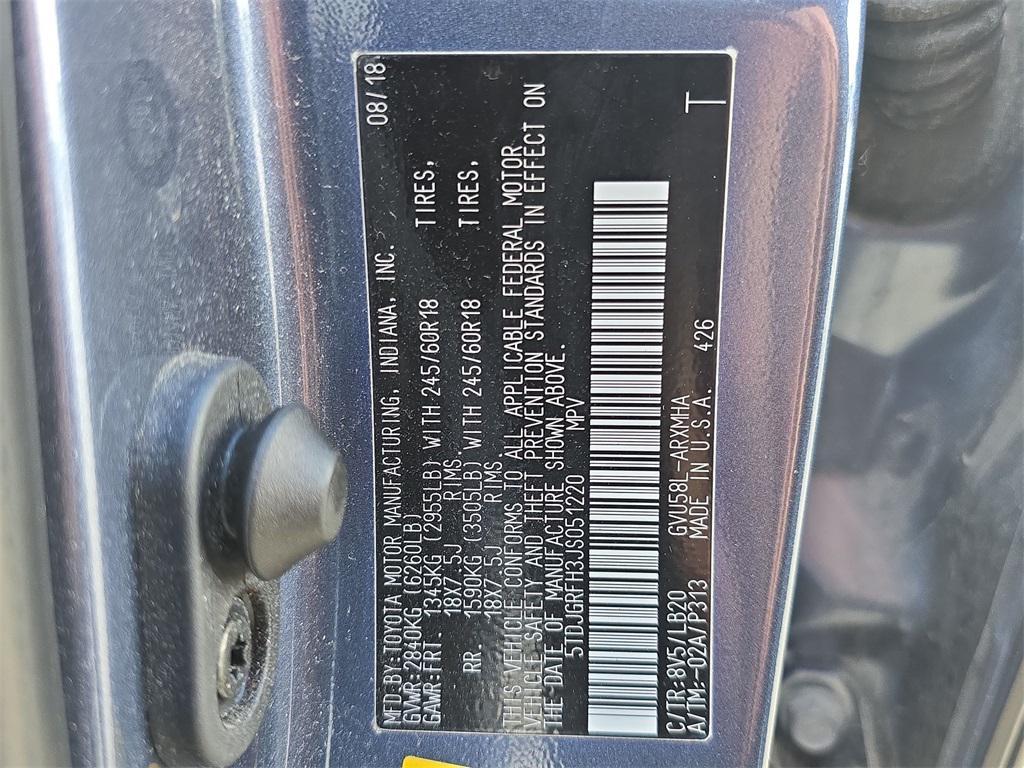 MFD.BY:TOYOTA MOTOR MANUFACTURING, INDIANA, INC. 08/18
GVWR:2840KG(6260LB)
GAWR:FRT. 1345KG (2955LB) WITH 245/60R18 TIRES,
18X7.5J RIMS.
RR. 1590KG (3505LB) WITH 245/60R18 TIRES.
18X7.5J RIMS.
THIS VEHICLE CONFORMS TO ALL APPLICABLE FEDERAL MOTOR
VEHICLE SAFETY AND THEFT PREVENTION STANDARDS IN EFFECT ON
THE DATE OF MANUFACTURE SHOWN ABOVE.
5TDJGRFH3JS051220 MPV
C/TR:8V5/LB20 GVU58L-ARXMHA
A/TM:-02A/P313 MADE IN U.S.A. 426 T